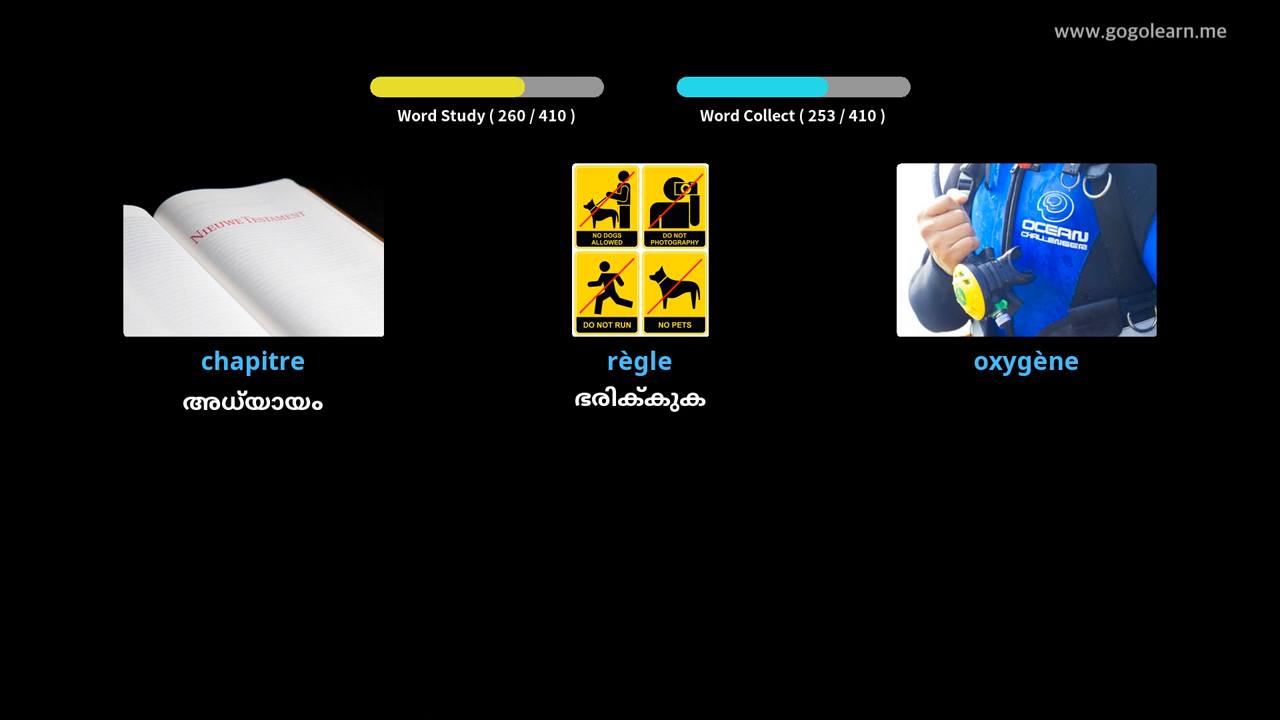 www.gogolearn.me
Word Study ( 260 / 410 )
Word Collect ( 253 / 410 )
NIEUWE TESTAMENT
NO DOGS
ALLOWED
DO NOT
PHOTOGRAPHY
DO NOT RUN
NO PETS
OCEAN
CHALLENGER
chapitre
règle
oxygène
അധ്യായം
ഭരിക്കുക